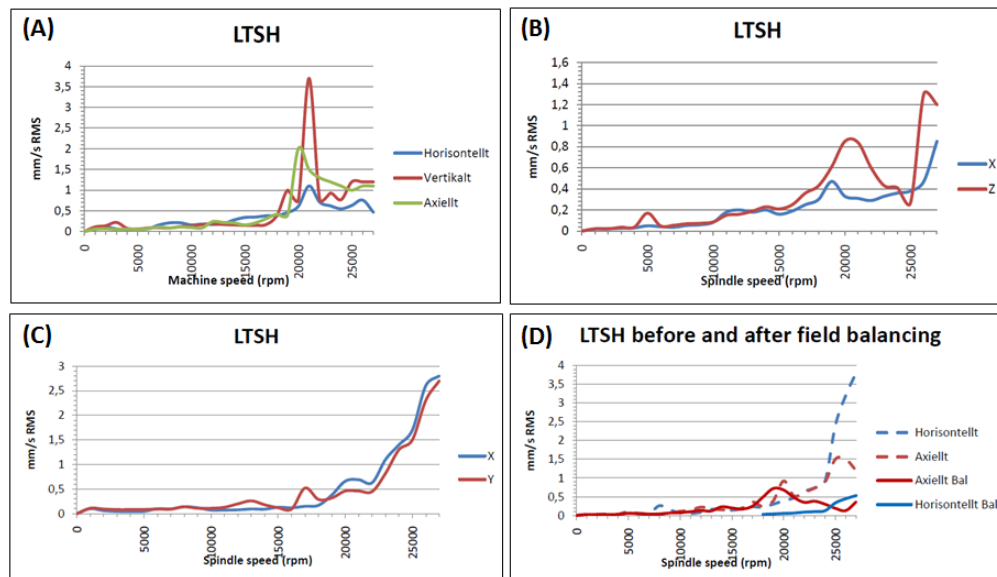 (A)
LTSH
mm/s RMS
4
3,5
3
2,5
2
1,5
1
0,5
0
0
5000
10000
15000
20000
25000
Machine speed (rpm)
Horisontellt
Vertikalt
Axiellt
(B)
LTSH
mm/s RMS
1,6
1,4
1,2
1
0,8
0,6
0,4
0,2
0
0
5000
10000
15000
20000
25000
Spindle speed (rpm)
X
Z
(C)
LTSH
mm/s RMS
3
2,5
2
1,5
1
0,5
0
0
5000
10000
15000
20000
25000
Spindle speed (rpm)
X
Y
(D) LTSH before and after field balancing
mm/s RMS
4
3,5
3
2,5
2
1,5
1
0,5
0
0
5000
10000
15000
20000
25000
Spindle speed (rpm)
Horisontellt
Axiellt
Axiellt Bal
Horisontellt Bal